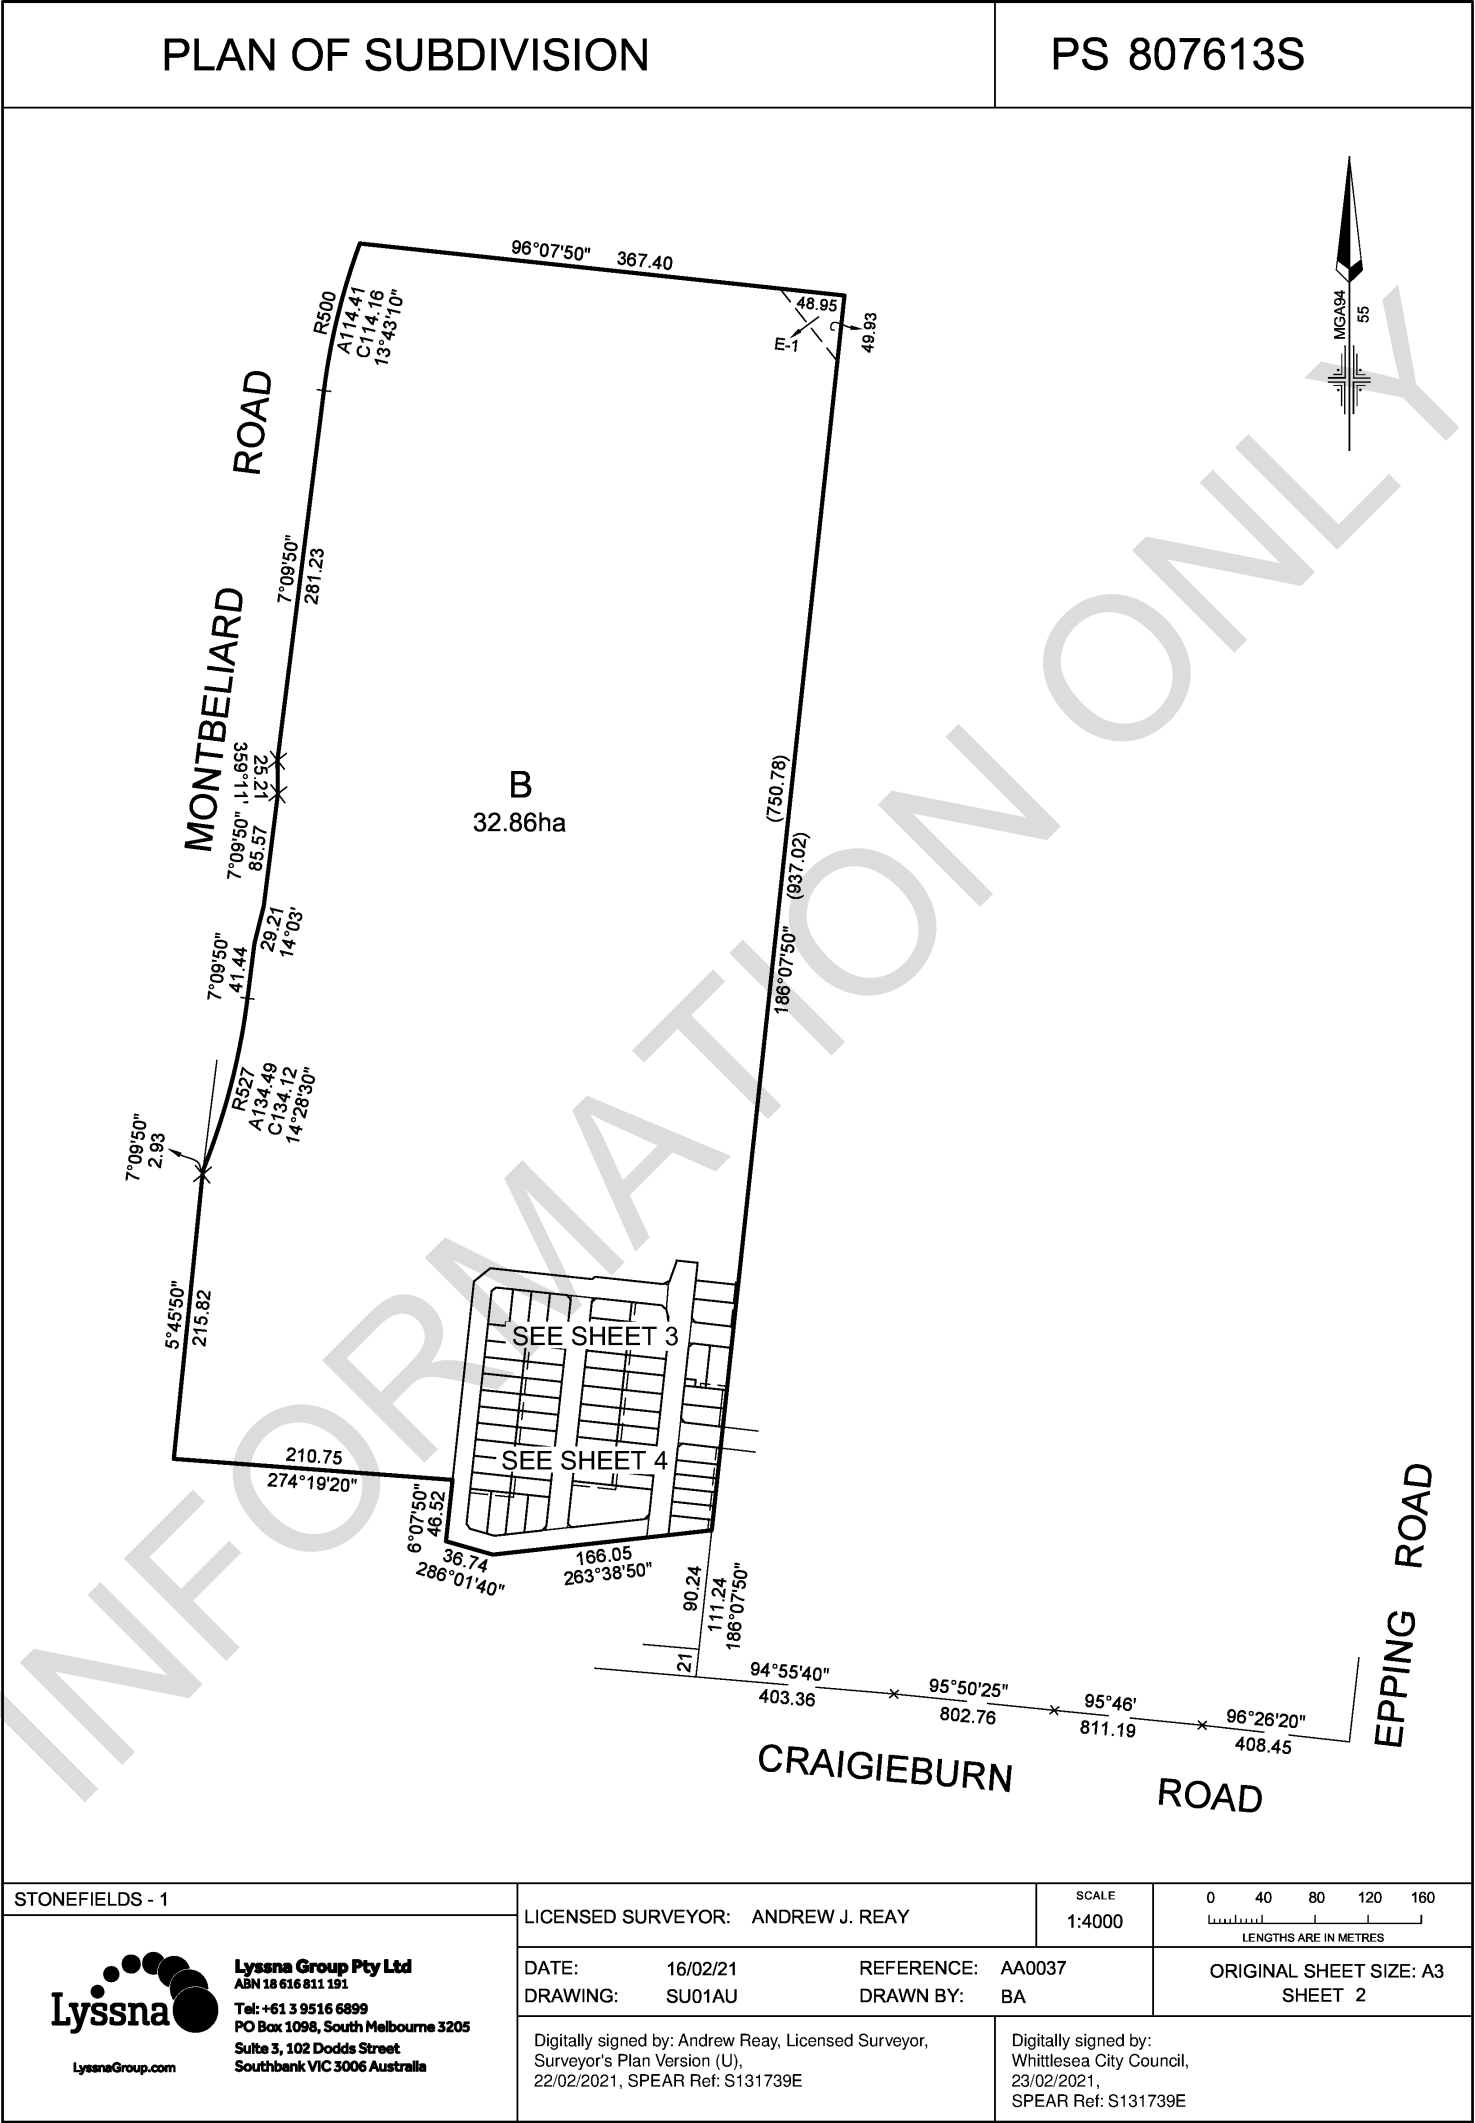 PLAN OF SUBDIVISION
PS 807613S
96°07'50" 367.40
R500
A114.41
C114.16
13°43'10"
48.95
E-1
49.93
MGA94
55
ROAD
7°09'50"
281.23
MONTBELIARD
359°11'
25.21
7°09'50"
85.57
B
32.86ha
(750.78)
(937.02)
186°07'50"
29.21
14°03'
7°09'50"
41.44
R527
A134.49
C134.12
14°28'30"
7°09'50"
2.93
5°45'50"
215.82
SEE SHEET 3
SEE SHEET 4
210.75
274°19'20"
6°07'50"
46.52
36.74
286°01'40"
166.05
263°38'50"
90.24
111.24
186°07'50"
21
94°55'40"
403.36
95°50'25"
802.76
95°46'
811.19
96°26'20"
408.45
EPPING ROAD
CRAIGIEBURN ROAD
INFORMATION ONLY
STONEFIELDS - 1
Lyssna
LyssnaGroup.com
Lyssna Group Pty Ltd
ABN 18 616 811 191
Tel: +61 3 9516 6899
PO Box 1098, South Melbourne 3205
Suite 3, 102 Dodds Street
Southbank VIC 3006 Australia
LICENSED SURVEYOR: ANDREW J. REAY
SCALE
1:4000
0 40 80 120 160
LENGTHS ARE IN METRES
DATE: 16/02/21 REFERENCE: AA0037
DRAWING: SU01AU DRAWN BY: BA
ORIGINAL SHEET SIZE: A3
SHEET 2
Digitally signed by: Andrew Reay, Licensed Surveyor,
Surveyor's Plan Version (U),
22/02/2021, SPEAR Ref: S131739E
Digitally signed by:
Whittlesea City Council,
23/02/2021,
SPEAR Ref: S131739E